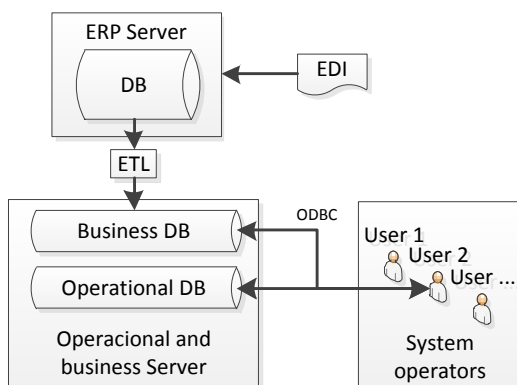 ERP Server
DB
EDI
ETL
Business DB
Operational DB
Operacional and
business Server
ODBC
User 1
User 2
User ...
System
operators